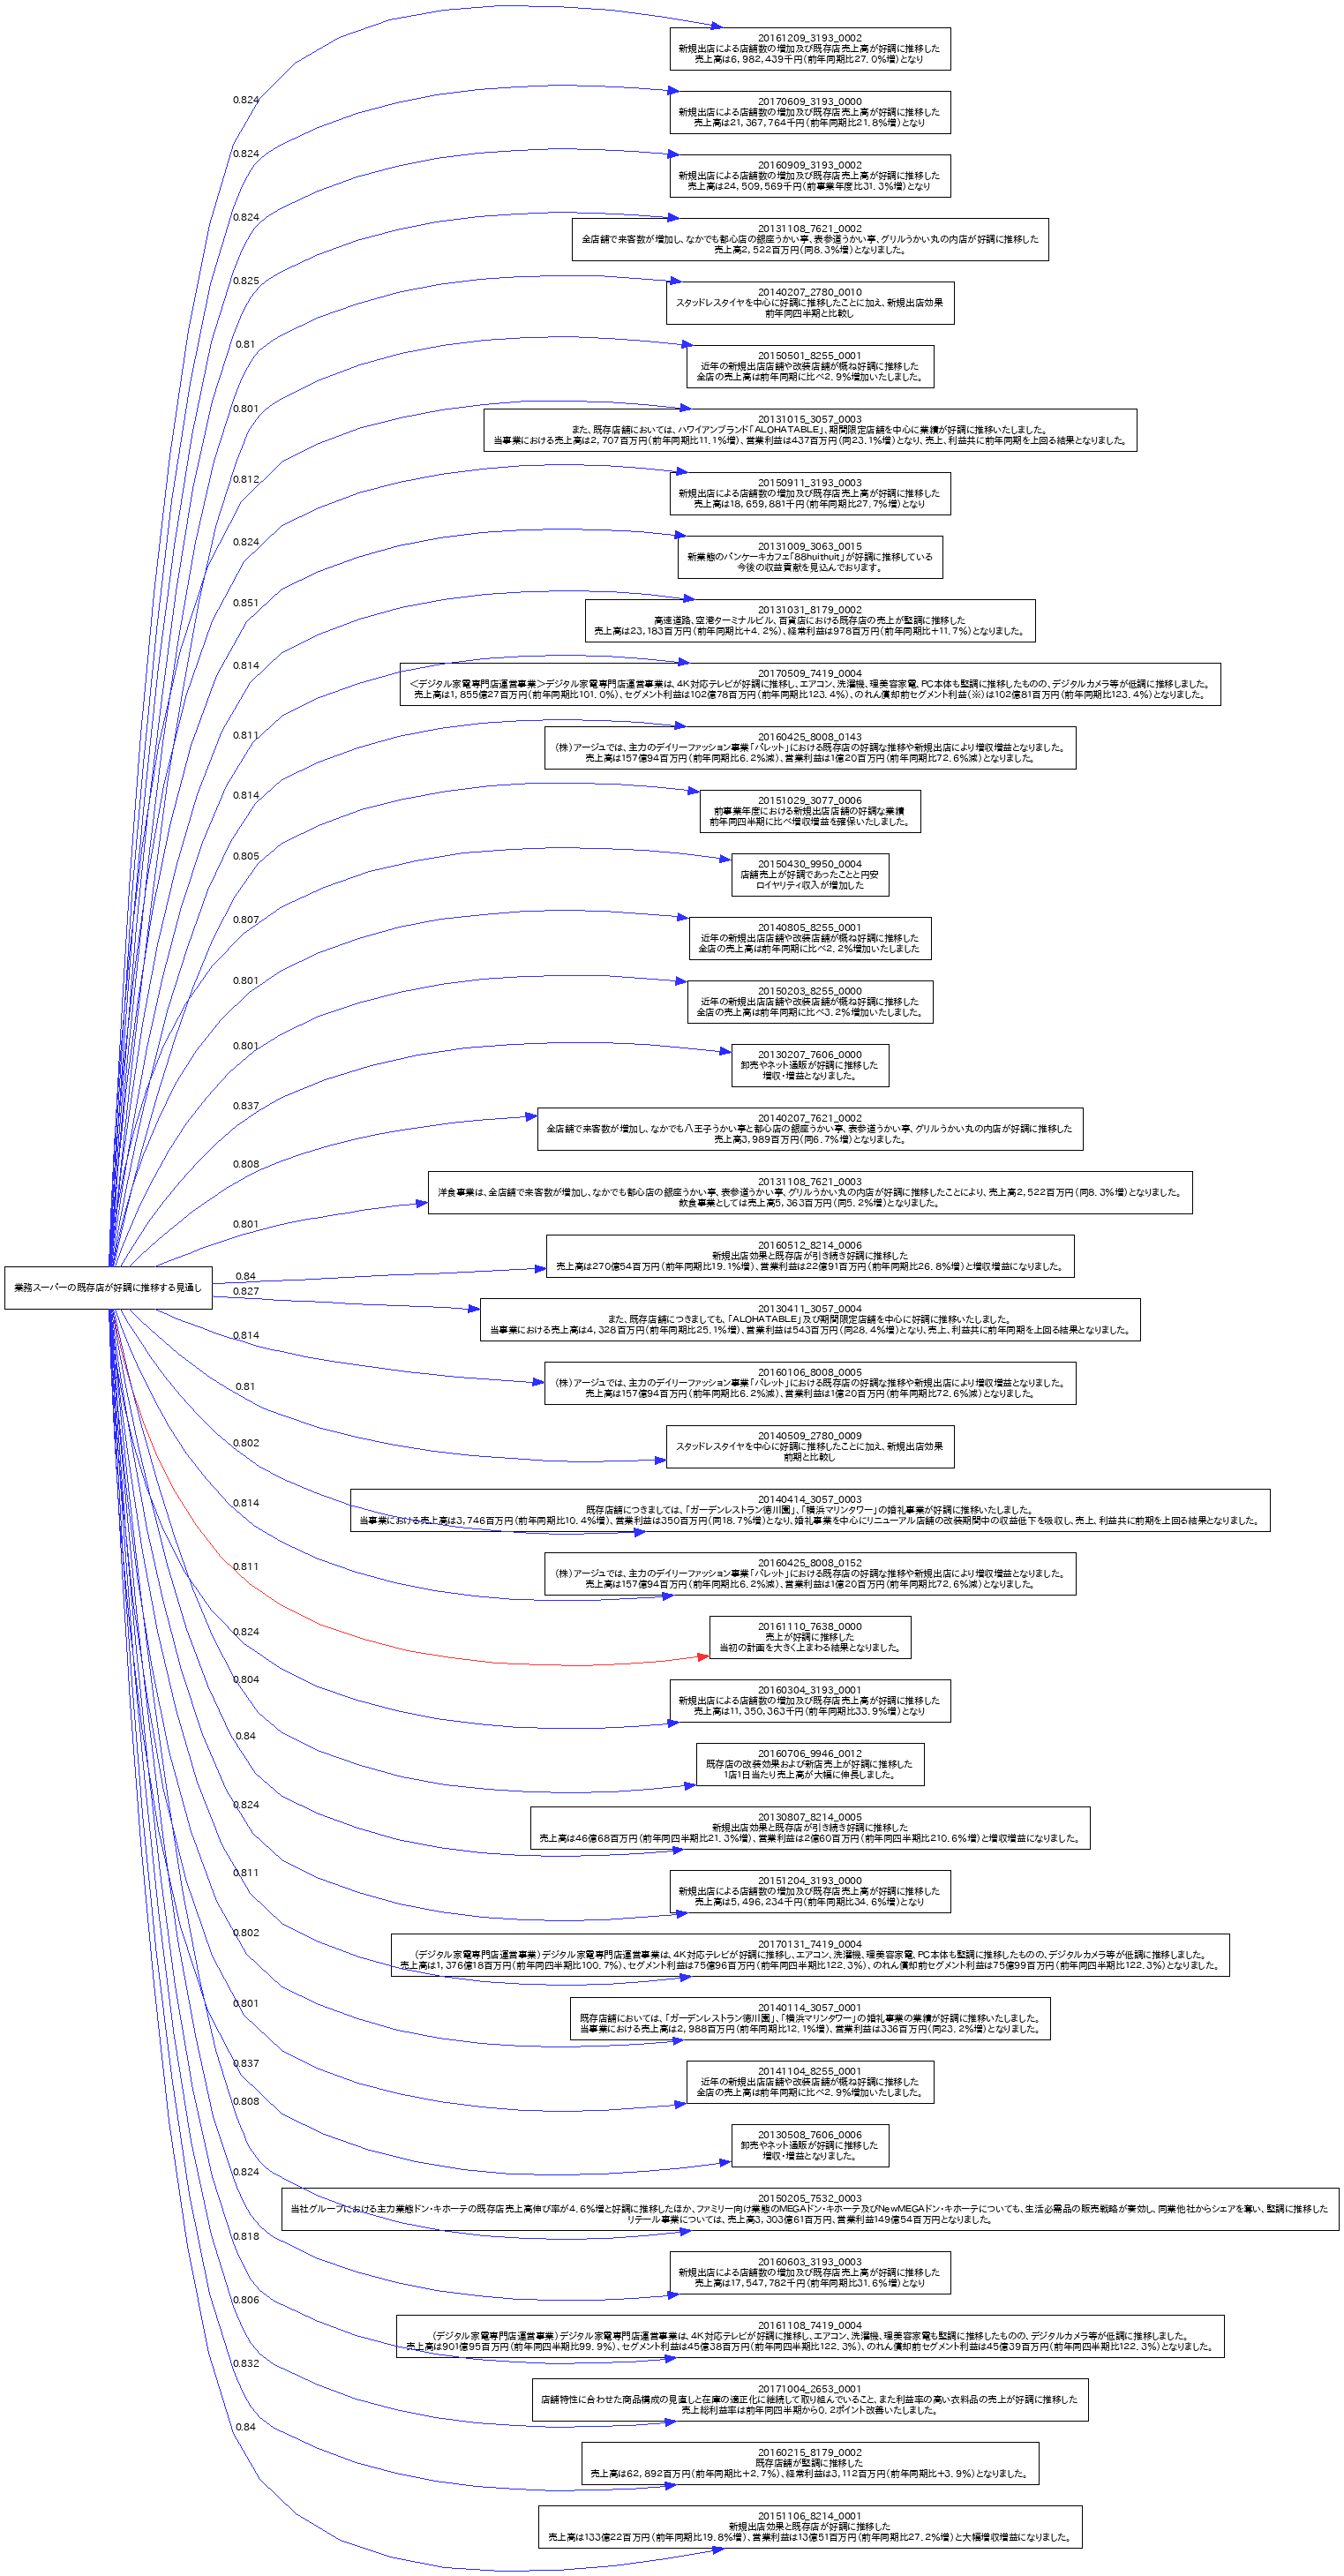 20161209_3193_0002
新規出店による店舗数の増加及び既存店売上高が好調に推移した
売上高は6,982,439千円(前年同期比27.0%増)となり
0.824
20170609_3193_0000
新規出店による店舗数の増加及び既存店売上高が好調に推移した
売上高は21,367,764千円(前年同期比21.8%増)となり
0.824
20160909_3193_0002
新規出店による店舗数の増加及び既存店売上高が好調に推移した
売上高は24,509,569千円(前事業年度比31.3%増)となり
0.824
20131108_7621_0002
全店舗で来客数が増加し、なかでも都心店の銀座うかい亭、表参道うかい亭、グリルうかい丸の内店が好調に推移した
売上高2,522百万円(同8.3%増)となりました。
0.825
20140207_2780_0010
スタッドレスタイヤを中心に好調に推移したことに加え、新規出店効果
前年同四半期と比較し
0.81
20150501_8255_0001
近年の新規出店店舗や改装店舗が概ね好調に推移した
全店の売上高は前年同期に比べ2.9%増加いたしました。
0.801
20131015_3057_0003
また、既存店舗においては、ハワイアンブランド「ALOHATABLE」、期間限定店舗を中心に業績が好調に推移いたしました。
当事業における売上高は2,707百万円(前年同期比11.1%増)、営業利益は437百万円(同23.1%増)となり、売上、利益共に前年同期を上回る結果となりました。
0.812
20150911_3193_0003
新規出店による店舗数の増加及び既存店売上高が好調に推移した
売上高は18,659,881千円(前年同期比27.7%増)となり
0.824
20131009_3063_0015
新業態のパンケーキカフェ「88huithuit」が好調に推移している
今後の収益貢献を見込んでおります。
0.851
20131031_8179_0002
高速道路、空港ターミナルビル、百貨店における既存店の売上が堅調に推移した
売上高は23,183百万円(前年同期比+4.2%)、経常利益は978百万円(前年同期比+11.7%)となりました。
0.814
20170509_7419_0004
<デジタル家電専門店運営事業>デジタル家電専門店運営事業は、4K対応テレビが好調に推移し、エアコン、洗濯機、理美容家電、PC本体も堅調に推移したものの、デジタルカメラ等が低調に推移しました。
売上高は1,855億27百万円(前年同期比101.0%)、セグメント利益は102億78百万円(前年同期比123.4%)、のれん償却前セグメント利益(※)は102億81百万円(前年同期比123.4%)となりました。
0.811
20160425_8008_0143
(株)アージュでは、主力のデイリーファッション事業「パレット」における既存店の好調な推移や新規出店により増収増益となりました。
売上高は157億94百万円(前年同期比6.2%減)、営業利益は1億20百万円(前年同期比72.6%減)となりました。
0.814
20151029_3077_0006
前事業年度における新規出店店舗の好調な業績
前年同四半期に比べ増収増益を確保いたしました。
0.805
20150430_9950_0004
店舗売上が好調であったことと円安
ロイヤリティ収入が増加した
0.807
20140805_8255_0001
近年の新規出店店舗や改装店舗が概ね好調に推移した
全店の売上高は前年同期に比べ2.2%増加いたしました
0.801
20150203_8255_0000
近年の新規出店店舗や改装店舗が概ね好調に推移した
全店の売上高は前年同期に比べ3.2%増加いたしました。
0.801
20130207_7606_0000
卸売やネット通販が好調に推移した
増収・増益となりました。
0.837
20140207_7621_0002
全店舗で来客数が増加し、なかでも八王子うかい亭と都心店の銀座うかい亭、表参道うかい亭、グリルうかい丸の内店が好調に推移した
売上高3,989百万円(同6.7%増)となりました。
0.808
20131108_7621_0003
洋食事業は、全店舗で来客数が増加し、なかでも都心店の銀座うかい亭、表参道うかい亭、グリルうかい丸の内店が好調に推移したことにより、売上高2,522百万円(同8.3%増)となりました。
飲食事業としては売上高5,363百万円(同5.2%増)となりました。
0.801
20160512_8214_0006
新規出店効果と既存店が引き続き好調に推移した
売上高は270億54百万円(前年同期比19.1%増)、営業利益は22億91百万円(前年同期比26.8%増)と増収増益になりました。
業務スーパーの既存店が好調に推移する見通し
0.84
0.827
20130411_3057_0004
また、既存店舗につきましても、「ALOHATABLE」及び期間限定店舗を中心に好調に推移いたしました。
当事業における売上高は4,328百万円(前年同期比25.1%増)、営業利益は543百万円(同28.4%増)となり、売上、利益共に前年同期を上回る結果となりました。
0.814
20160106_8008_0005
(株)アージュでは、主力のデイリーファッション事業「パレット」における既存店の好調な推移や新規出店により増収増益となりました。
売上高は157億94百万円(前年同期比6.2%減)、営業利益は1億20百万円(前年同期比72.6%減)となりました。
0.81
20140509_2780_0009
スタッドレスタイヤを中心に好調に推移したことに加え、新規出店効果
前期と比較し
0.802
20140414_3057_0003
既存店舗につきましては、「ガーデンレストラン徳川園」、「横浜マリンタワー」の婚礼事業が好調に推移いたしました。
当事業における売上高は3,746百万円(前年同期比10.4%増)、営業利益は350百万円(同18.7%増)となり、婚礼事業を中心にリニューアル店舗の改装期間中の収益低下を吸収し、売上、利益共に前期を上回る結果となりました。
0.814
20160425_8008_0152
(株)アージュでは、主力のデイリーファッション事業「パレット」における既存店の好調な推移や新規出店により増収増益となりました。
売上高は157億94百万円(前年同期比6.2%減)、営業利益は1億20百万円(前年同期比72.6%減)となりました。
0.811
20161110_7638_0000
売上が好調に推移した
当初の計画を大きく上まわる結果となりました。
0.824
20160304_3193_0001
新規出店による店舗数の増加及び既存店売上高が好調に推移した
売上高は11,350,363千円(前年同期比33.9%増)となり
0.804
20160706_9946_0012
既存店の改装効果および新店売上が好調に推移した
1店1日当たり売上高が大幅に伸長しました。
0.84
20130807_8214_0005
新規出店効果と既存店が引き続き好調に推移した
売上高は46億68百万円(前年同四半期比21.3%増)、営業利益は2億60百万円(前年同四半期比210.6%増)と増収増益になりました。
0.824
20151204_3193_0000
新規出店による店舗数の増加及び既存店売上高が好調に推移した
売上高は5,496,234千円(前年同期比34.6%増)となり
0.811
20170131_7419_0004
(デジタル家電専門店運営事業)デジタル家電専門店運営事業は、4K対応テレビが好調に推移し、エアコン、洗濯機、理美容家電、PC本体も堅調に推移したものの、デジタルカメラ等が低調に推移しました。
売上高は1,376億18百万円(前年同四半期比100.7%)、セグメント利益は75億96百万円(前年同四半期比122.3%)、のれん償却前セグメント利益は75億99百万円(前年同四半期比122.3%)となりました。
0.802
20140114_3057_0001
既存店舗においては、「ガーデンレストラン徳川園」、「横浜マリンタワー」の婚礼事業の業績が好調に推移いたしました。
当事業における売上高は2,988百万円(前年同期比12.1%増)、営業利益は336百万円(同23.2%増)となりました。
0.801
20141104_8255_0001
近年の新規出店店舗や改装店舗が概ね好調に推移した
全店の売上高は前年同期に比べ2.9%増加いたしました。
0.837
20130508_7606_0006
卸売やネット通販が好調に推移した
増収・増益となりました。
0.808
20150205_7532_0003
当社グループにおける主力業態ドン・キホーテの既存店売上高伸び率が4.6%増と好調に推移したほか、ファミリー向け業態のMEGAドン・キホーテ及びNewMEGAドン・キホーテについても、生活必需品の販売戦略が奏効し、同業他社からシェアを奪い、堅調に推移した
リテール事業については、売上高3,303億61百万円、営業利益149億54百万円となりました。
0.824
20160603_3193_0003
新規出店による店舗数の増加及び既存店売上高が好調に推移した
売上高は17,547,782千円(前年同期比31.6%増)となり
0.818
20161108_7419_0004
(デジタル家電専門店運営事業)デジタル家電専門店運営事業は、4K対応テレビが好調に推移し、エアコン、洗濯機、理美容家電も堅調に推移したものの、デジタルカメラ等が低調に推移しました。
売上高は901億95百万円(前年同四半期比99.9%)、セグメント利益は45億38百万円(前年同四半期比122.3%)、のれん償却前セグメント利益は45億39百万円(前年同四半期比122.3%)となりました。
0.806
20171004_2653_0001
店舗特性に合わせた商品構成の見直しと在庫の適正化に継続して取り組んでいること、また利益率の高い衣料品の売上が好調に推移した
売上総利益率は前年同四半期から0.2ポイント改善いたしました。
0.832
20160215_8179_0002
既存店舗が堅調に推移した
売上高は62,892百万円(前年同期比+2.7%)、経常利益は3,112百万円(前年同期比+3.9%)となりました。
0.84
20151106_8214_0001
新規出店効果と既存店が好調に推移した
売上高は133億22百万円(前年同期比19.8%増)、営業利益は13億51百万円(前年同期比27.2%増)と大幅増収増益になりました。